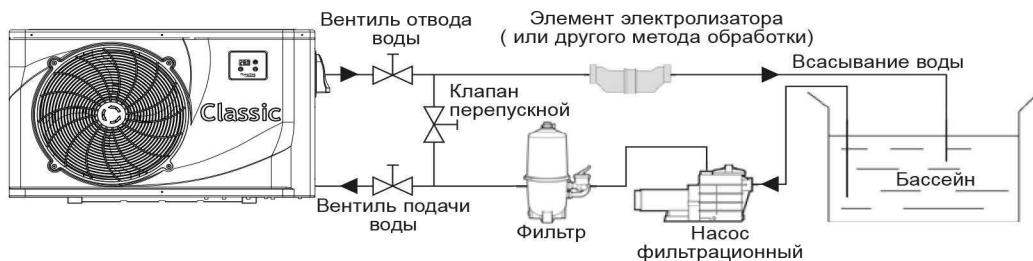 Вентиль отвода
воды
Элемент электролизатора
( или другого метода обработки)
Всасывание воды
Клапан
перепускной
Classic
Бассейн
Вентиль подачи
воды
Фильтр
Насос
фильтрационный